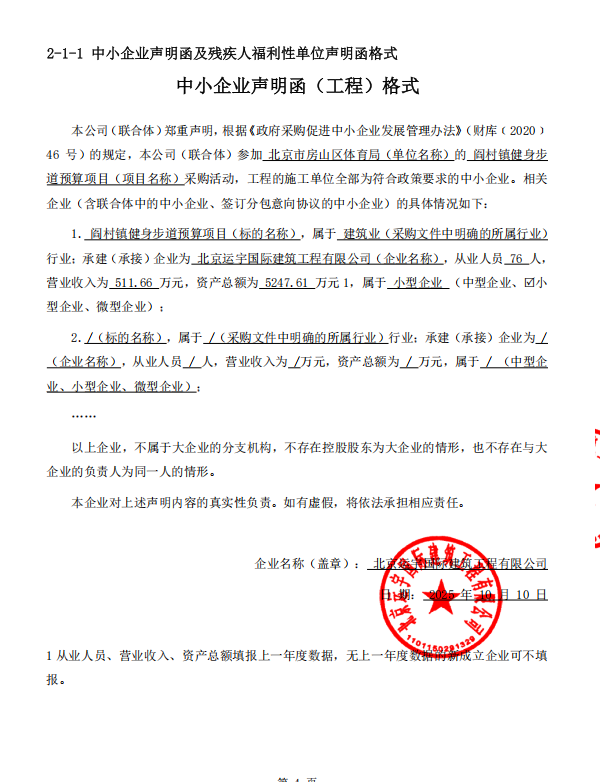 2-1-1 中小企业声明函及残疾人福利性单位声明函格式
中小企业声明函（工程）格式
本公司（联合体）郑重声明，根据《政府采购促进中小企业发展管理办法》（财库﹝2020﹞
46 号）的规定，本公司（联合体）参加 北京市房山区体育局（单位名称）的 阎村镇健身步
道预算项目（项目名称）采购活动，工程的施工单位全部为符合政策要求的中小企业。相关
企业（含联合体中的中小企业、签订分包意向协议的中小企业）的具体情况如下：
1. 阎村镇健身步道预算项目（标的名称），属于 建筑业（采购文件中明确的所属行业）
行业；承建（承接）企业为 北京运宇国际建筑工程有限公司（企业名称），从业人员 76 人，
营业收入为 511.66 万元，资产总额为 5247.61 万元 1，属于 小型企业 （中型企业、☑小
型企业、微型企业）；
2. /（标的名称），属于 /（采购文件中明确的所属行业）行业；承建（承接）企业为 /
（企业名称），从业人员 / 人，营业收入为 /万元，资产总额为 / 万元，属于 / （中型企
业、小型企业、微型企业）；
……
以上企业，不属于大企业的分支机构，不存在控股股东为大企业的情形，也不存在与大
企业的负责人为同一人的情形。
本企业对上述声明内容的真实性负责。如有虚假，将依法承担相应责任。
企业名称（盖章）： 北京运宇国际建筑工程有限公司
日 期： 2025 年 10 月 10 日
北京运宇国际建筑工程有限公司
1101150291329
1 从业人员、营业收入、资产总额填报上一年度数据，无上一年度数据的新成立企业可不填
报。
第 4 页